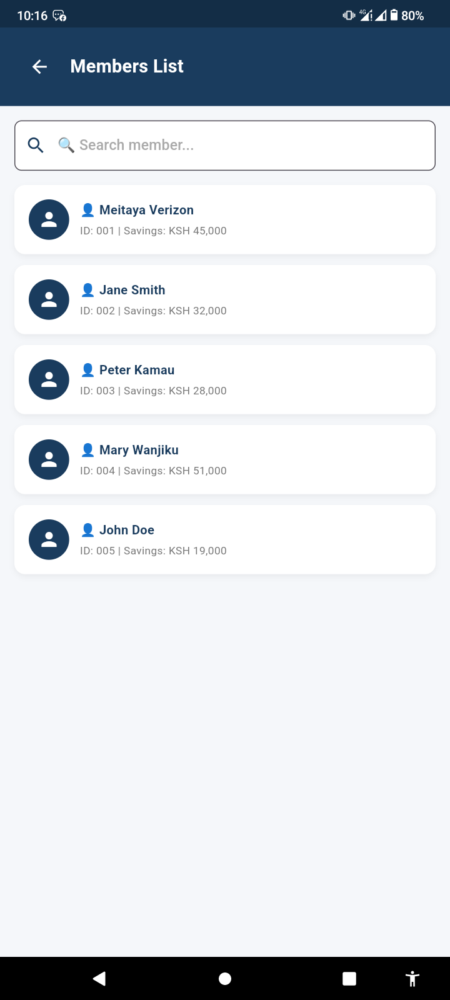 10:16 4G 80%
Members List
🔍 Search member...
👤 Meitaya Verizon
ID: 001 | Savings: KSH 45,000
👤 Jane Smith
ID: 002 | Savings: KSH 32,000
👤 Peter Kamau
ID: 003 | Savings: KSH 28,000
👤 Mary Wanjiku
ID: 004 | Savings: KSH 51,000
👤 John Doe
ID: 005 | Savings: KSH 19,000